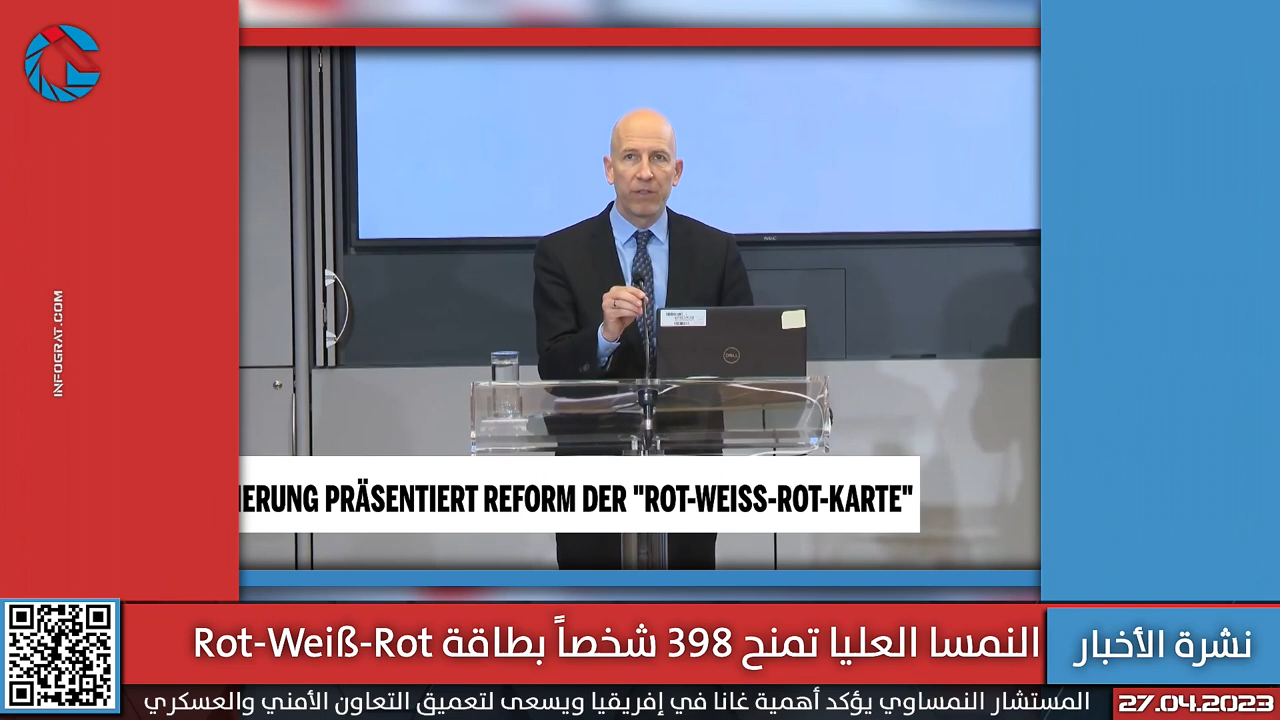 INFOGRAT.COM
NEC
DELL
IERUNG PRÄSENTIERT REFORM DER "ROT-WEISS-ROT-KARTE"
النمسا العليا تمنح 398 شخصاً بطاقة Rot-Weiß-Rot
نشرة الأخبار
المستشار النمساوي يؤكد أهمية غانا في إفريقيا ويسعى لتعميق التعاون الأمني والعسكري
27.04.2023